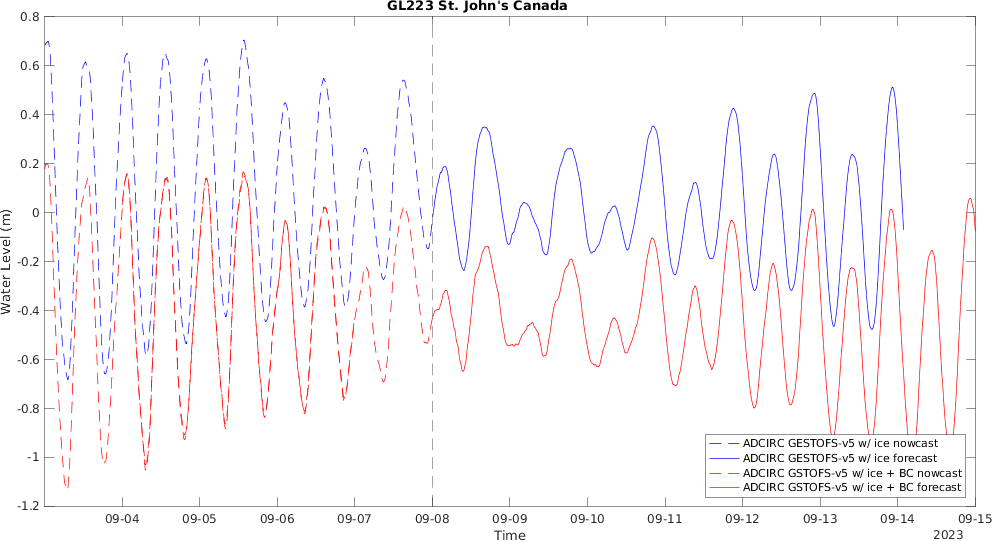 GL223 St. John's Canada
0.8
0.6
0.4
0.2
0
-0.2
-0.4
-0.6
-0.8
-1
-1.2
Water Level (m)
ADCIRC GESTOFS-v5 w/ ice nowcast
ADCIRC GESTOFS-v5 w/ ice forecast
ADCIRC GSTOFS-v5 w/ ice + BC nowcast
ADCIRC GSTOFS-v5 w/ ice + BC forecast
09-04 09-05 09-06 09-07 09-08 09-09 09-10 09-11 09-12 09-13 09-14 09-15
Time
2023